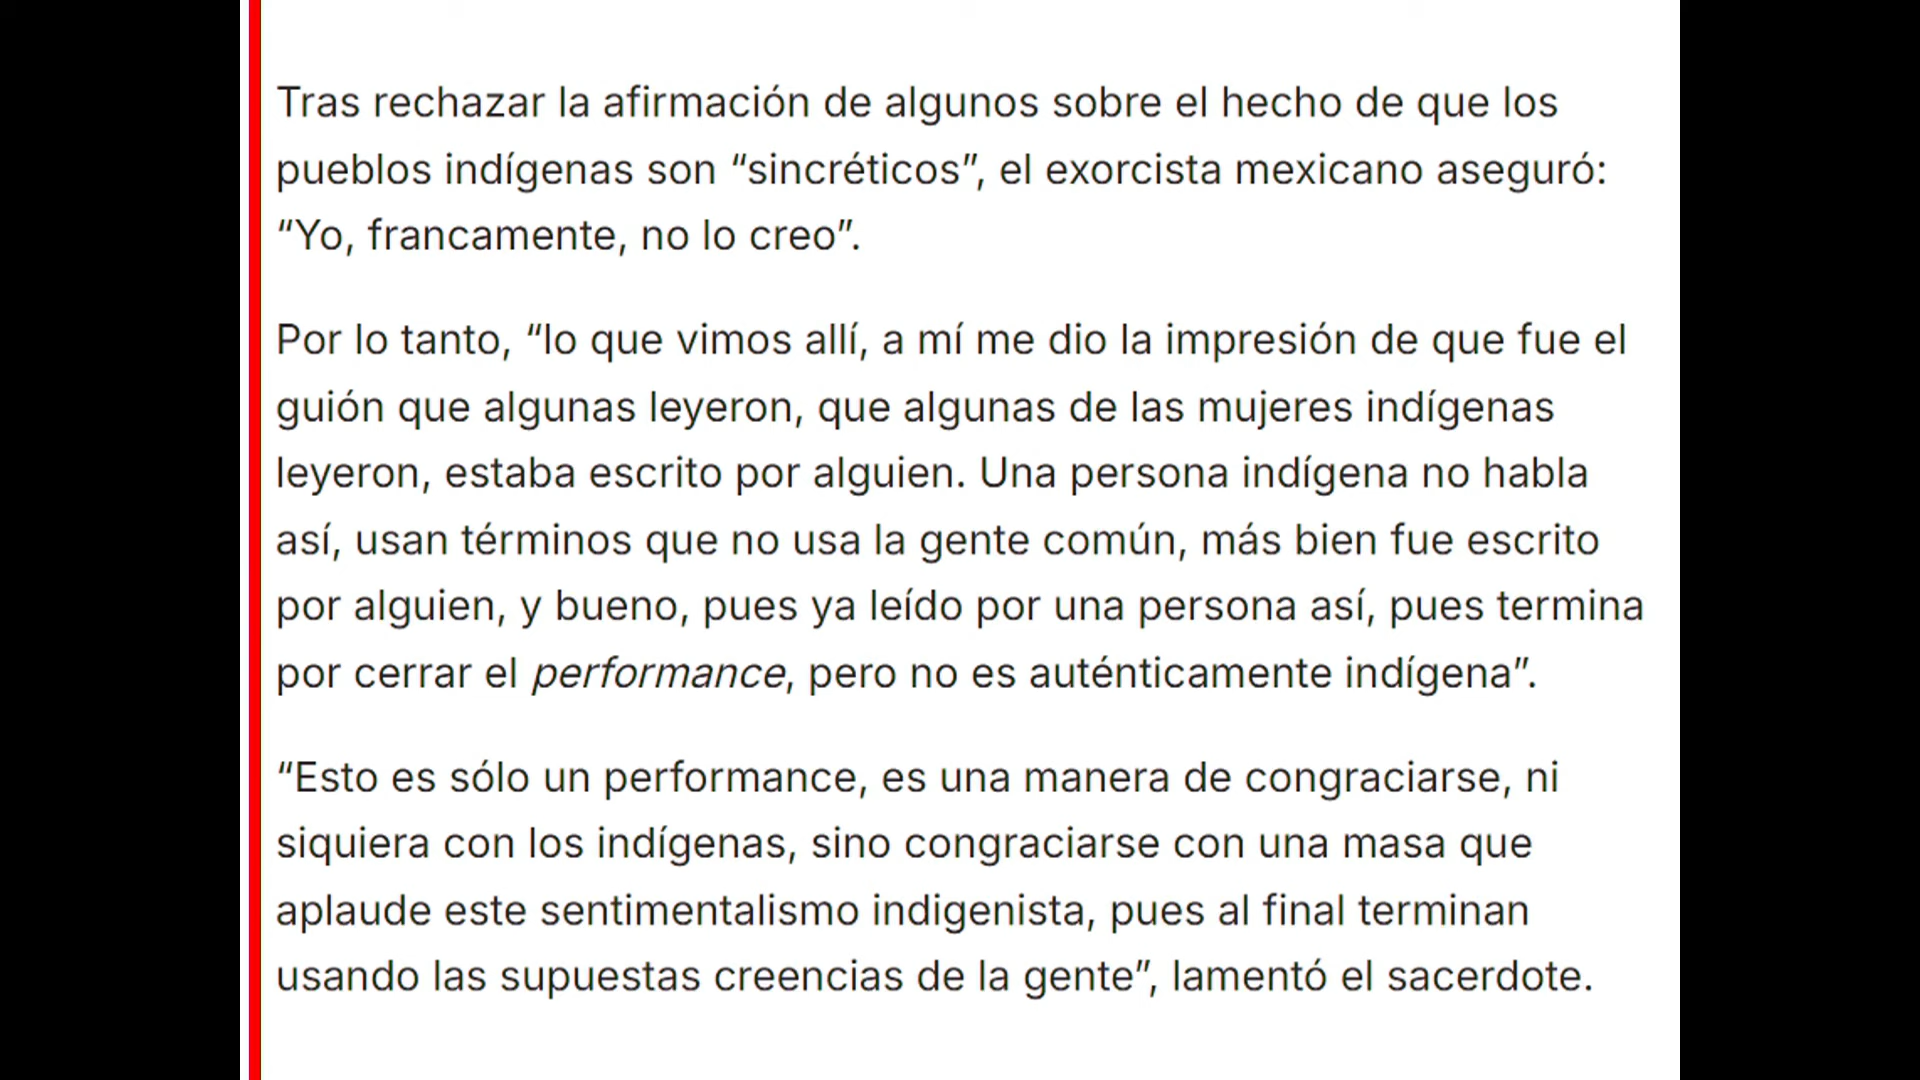 Tras rechazar la afirmación de algunos sobre el hecho de que los
pueblos indígenas son “sincréticos”, el exorcista mexicano aseguró:
“Yo, francamente, no lo creo”.
Por lo tanto, “lo que vimos allí, a mí me dio la impresión de que fue el
guión que algunas leyeron, que algunas de las mujeres indígenas
leyeron, estaba escrito por alguien. Una persona indígena no habla
así, usan términos que no usa la gente común, más bien fue escrito
por alguien, y bueno, pues ya leído por una persona así, pues termina
por cerrar el performance, pero no es auténticamente indígena”.
“Esto es sólo un performance, es una manera de congraciarse, ni
siquiera con los indígenas, sino congraciarse con una masa que
aplaude este sentimentalismo indigenista, pues al final terminan
usando las supuestas creencias de la gente”, lamentó el sacerdote.